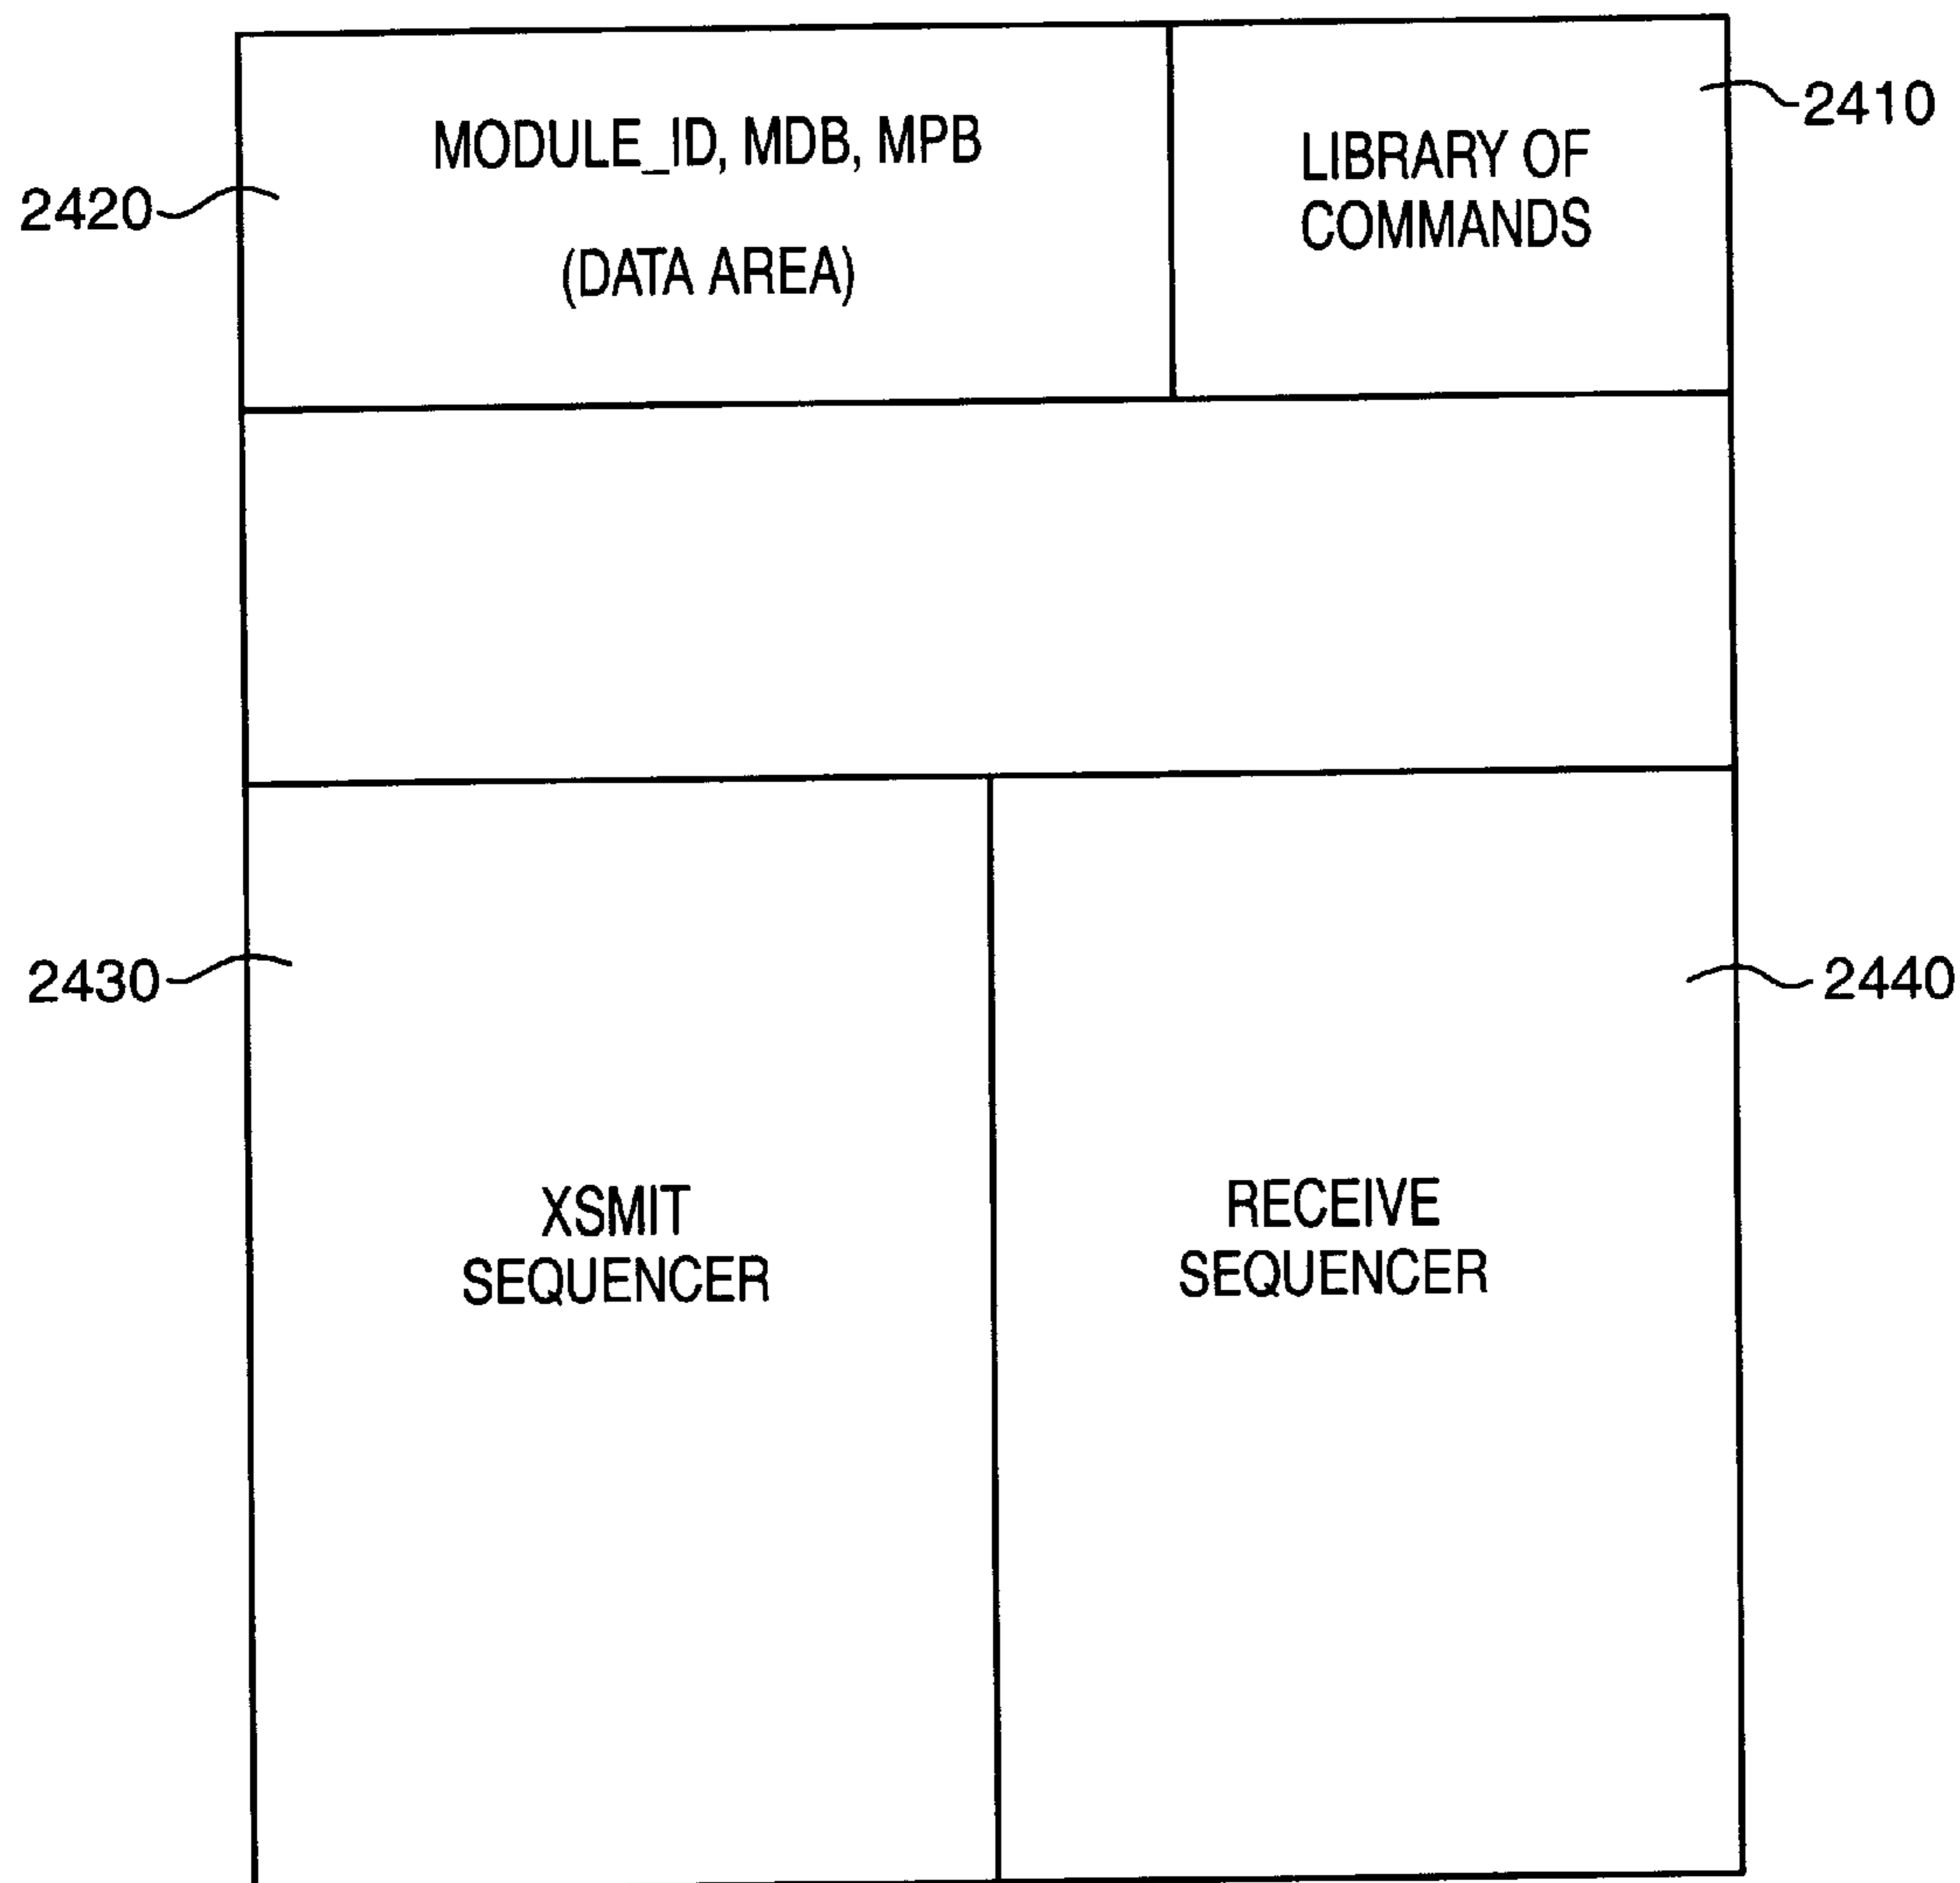 2410
MODULE_ID, MDB, MPB
LIBRARY OF
COMMANDS
2420
(DATA AREA)
2430
2440
XSMIT
SEQUENCER
RECEIVE
SEQUENCER